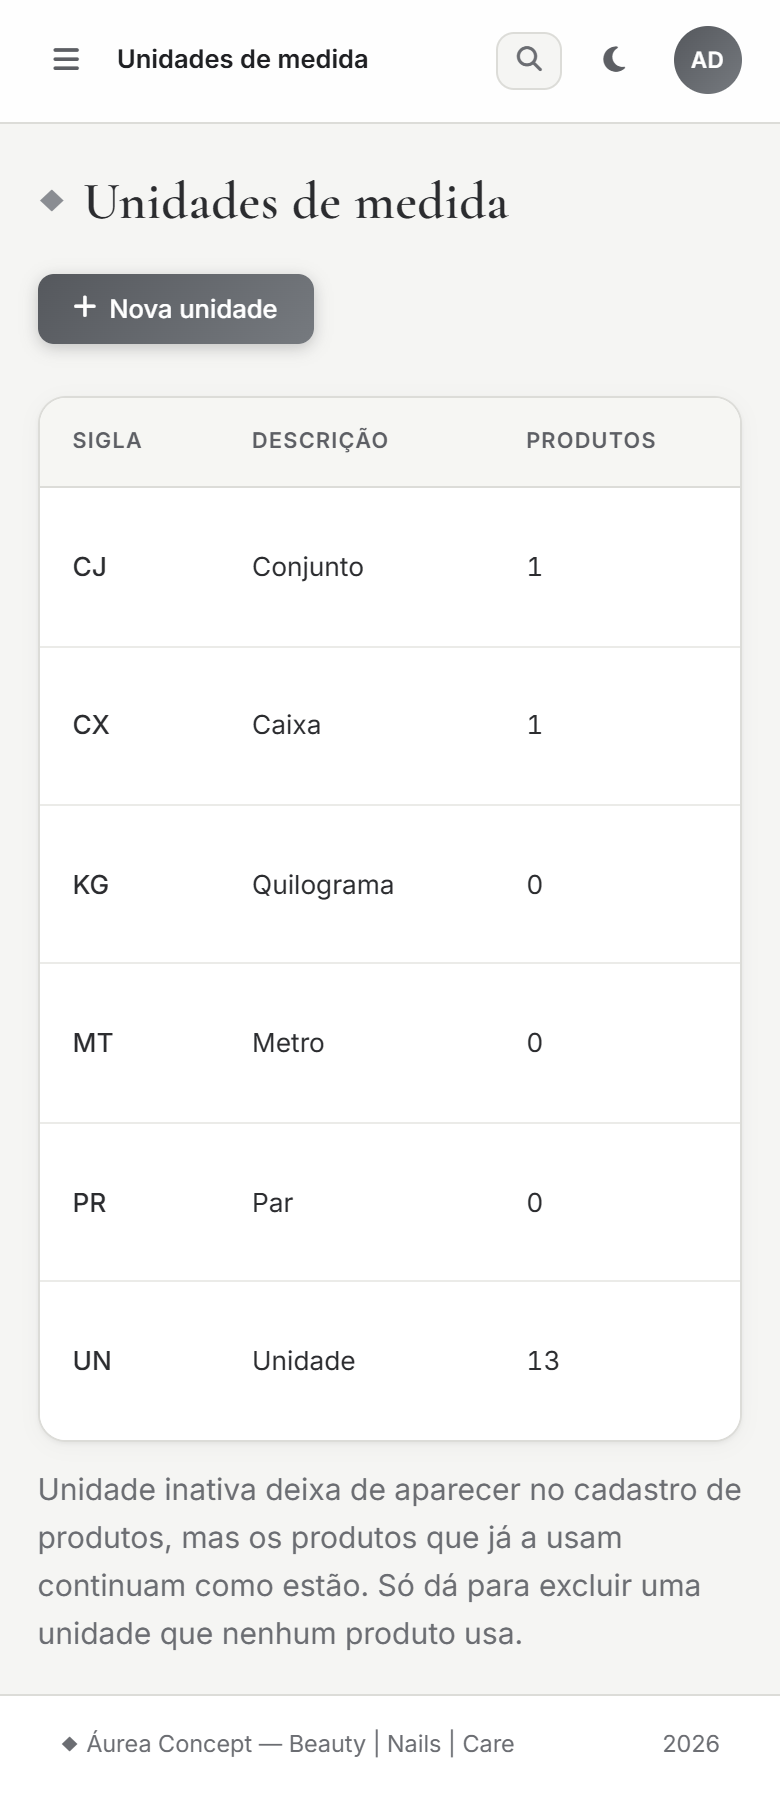 Unidades de medida
AD
Unidades de medida
Nova unidade
SIGLA DESCRIÇÃO PRODUTOS
CJ Conjunto 1
CX Caixa 1
KG Quilograma 0
MT Metro 0
PR Par 0
UN Unidade 13
Unidade inativa deixa de aparecer no cadastro de
produtos, mas os produtos que já a usam
continuam como estão. Só dá para excluir uma
unidade que nenhum produto usa.
Áurea Concept — Beauty | Nails | Care 2026